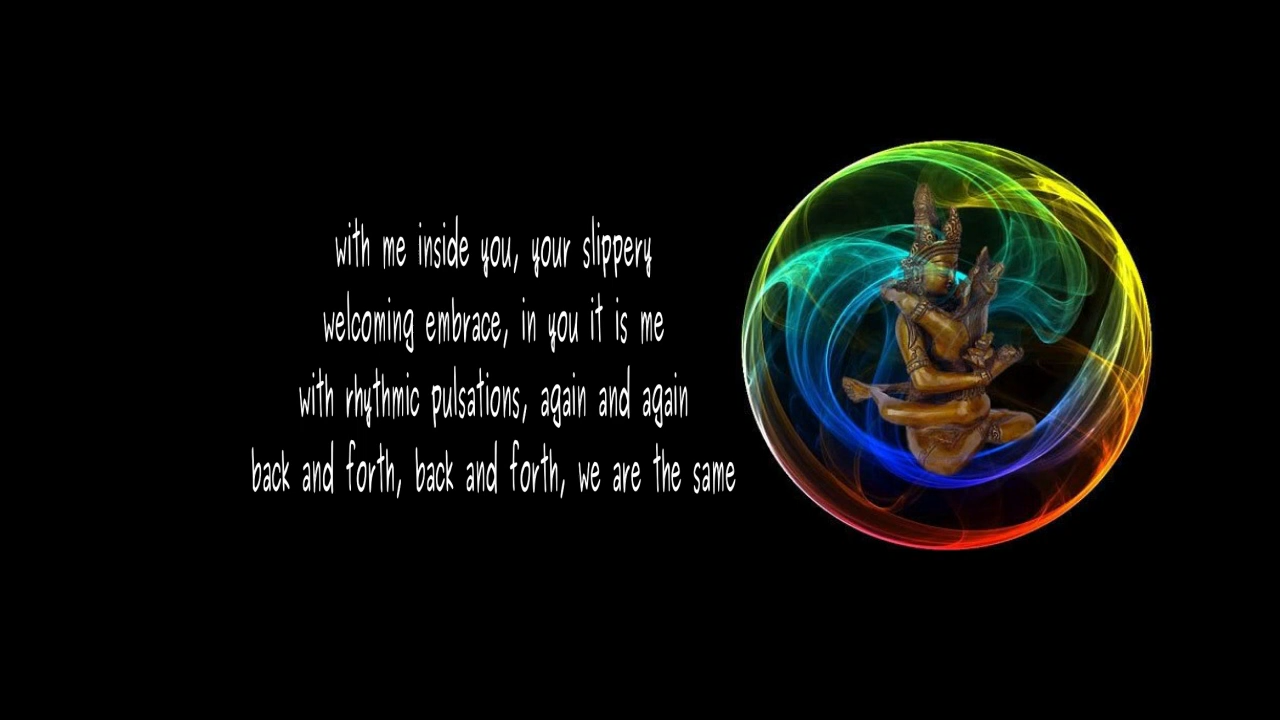 with me inside you, your slippery
welcoming embrace, in you it is me
with rhythmic pulsations, again and again
back and forth, back and forth, we are the same